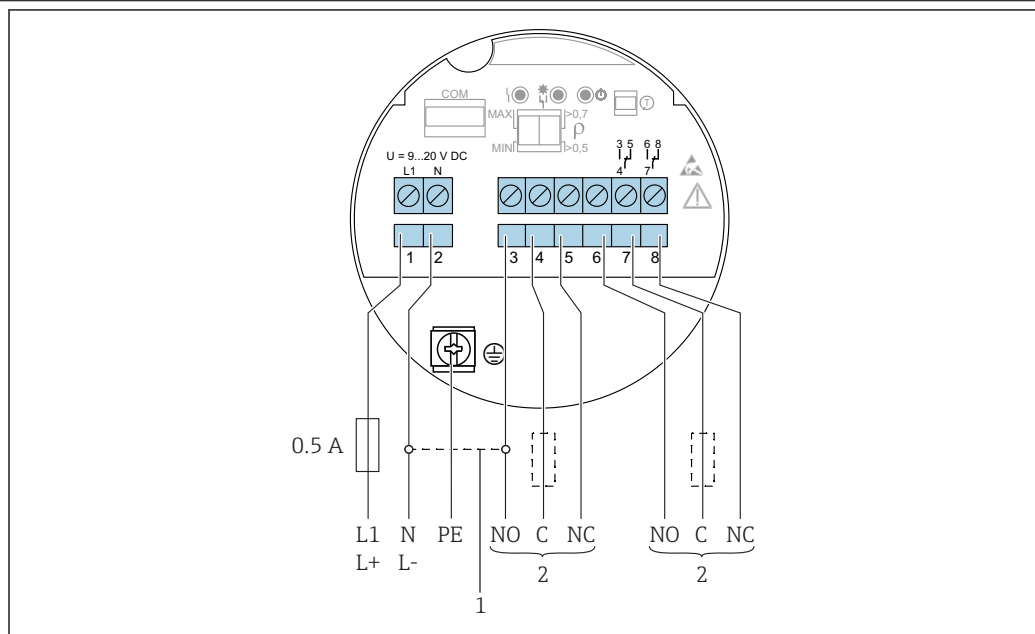 COM
MAX >0,7
ρ
MIN >0,5
T
3 5 6 8
4 7
U = 9...20 V DC
L1 N
1 2 3 4 5 6 7 8
0.5 A
L1 N PE NO C NC NO C NC
L+ L-
2 2
1